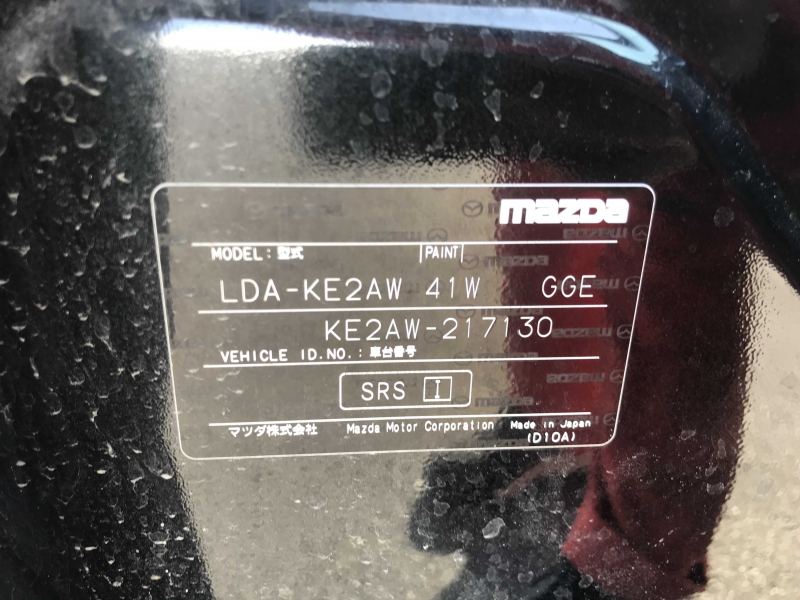 mazda
MODEL: 型式 PAINT
LDA-KE2AW 41W GGE
KE2AW-217130
VEHICLE ID.NO.: 車台番号
SRS I
マツダ株式会社 Mazda Motor Corporation Made in Japan
(D10A)